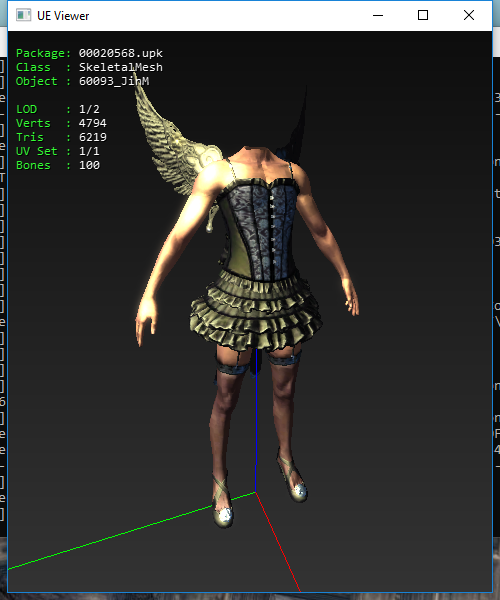 UE Viewer
Package: 00020568.upk
Class : SkeletalMesh
Object : 60093_JinM
LOD : 1/2
Verts : 4794
Tris : 6219
UV Set : 1/1
Bones : 100